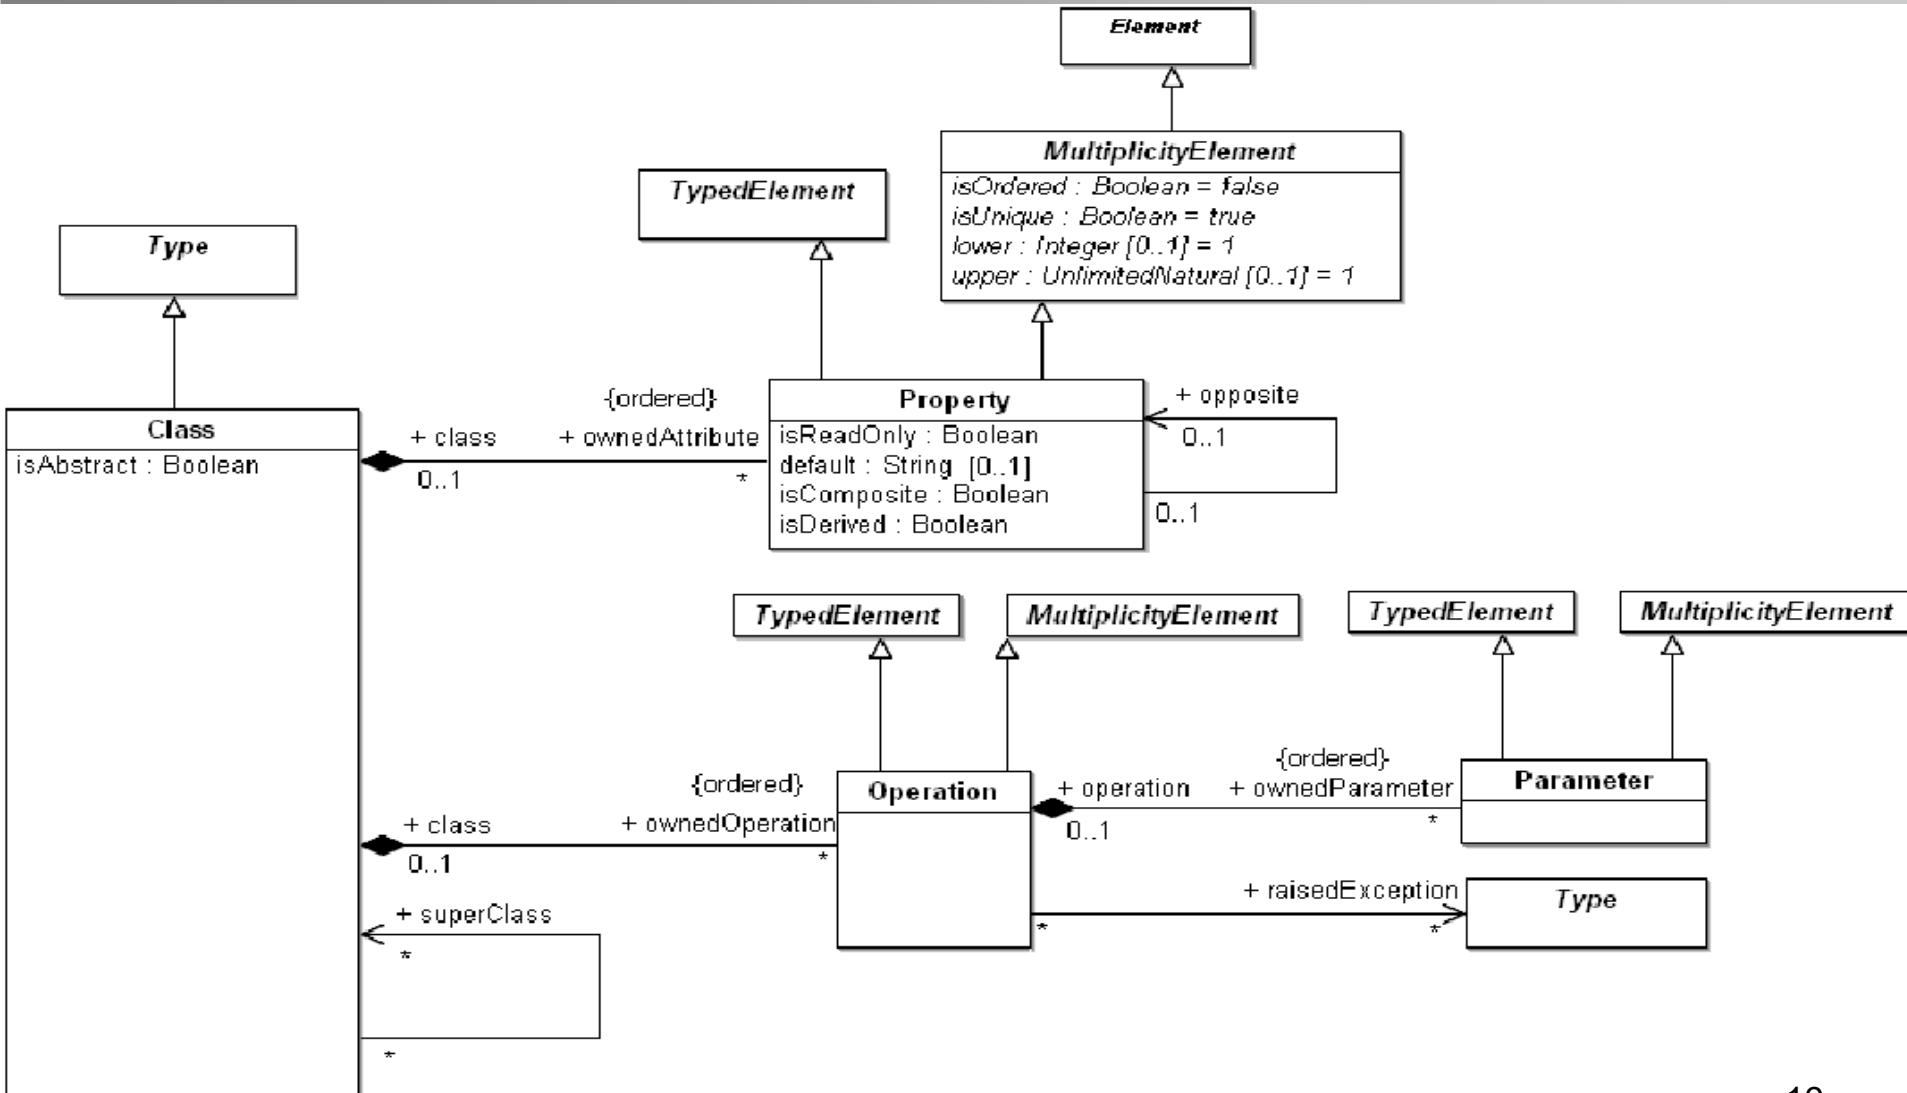 Element
MultiplicityElement
isOrdered : Boolean = false
isUnique : Boolean = true
lower : Integer [0..1] = 1
upper : UnlimitedNatural [0..1] = 1
TypedElement
Type
Class
isAbstract : Boolean
+ class
0..1
{ordered}
+ ownedAttribute
*
Property
isReadOnly : Boolean
default : String [0..1]
isComposite : Boolean
isDerived : Boolean
+ opposite
0..1
0..1
TypedElement
MultiplicityElement
TypedElement
MultiplicityElement
+ class
0..1
{ordered}
+ ownedOperation
*
Operation
+ operation
0..1
{ordered}
+ ownedParameter
*
Parameter
+ raisedException
*
*
Type
+ superClass
*
*